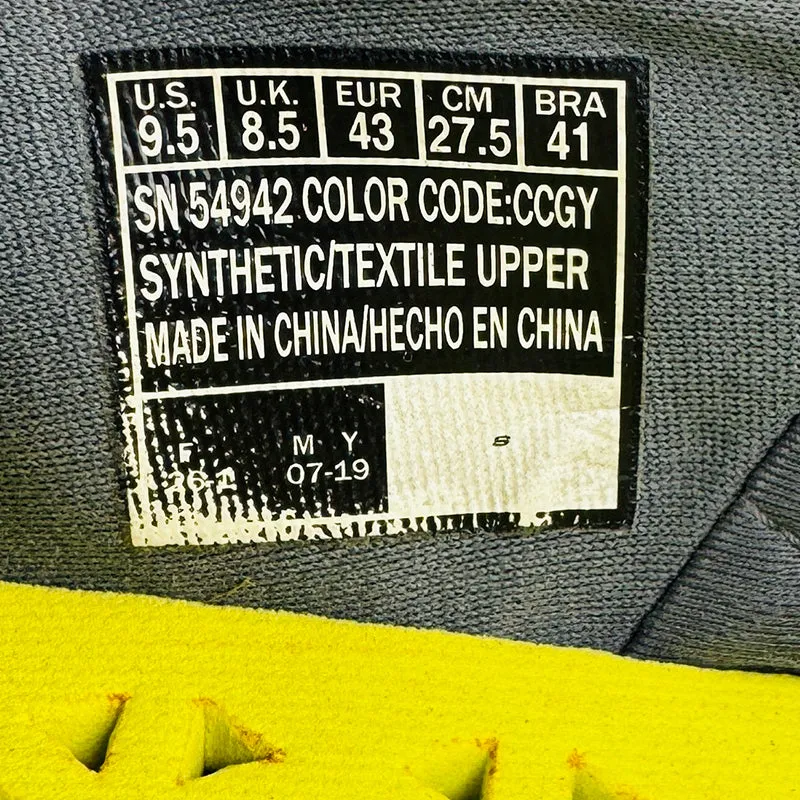 U.S. U.K. EUR CM BRA
9.5 8.5 43 27.5 41
SN 54942 COLOR CODE:CCGY
SYNTHETIC/TEXTILE UPPER
MADE IN CHINA/HECHO EN CHINA
F M Y
07-19
S